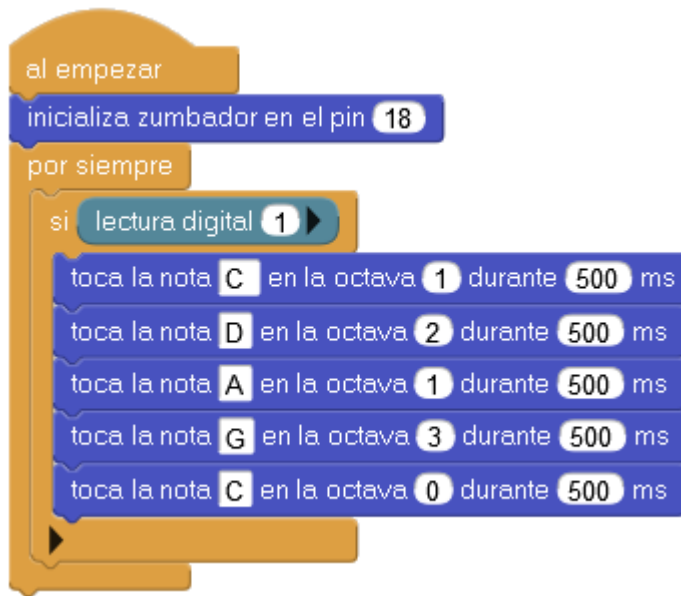 al empezar
inicializa zumbador en el pin 18
por siempre
si lectura digital 1
toca la nota C en la octava 1 durante 500 ms
toca la nota D en la octava 2 durante 500 ms
toca la nota A en la octava 1 durante 500 ms
toca la nota G en la octava 3 durante 500 ms
toca la nota C en la octava 0 durante 500 ms